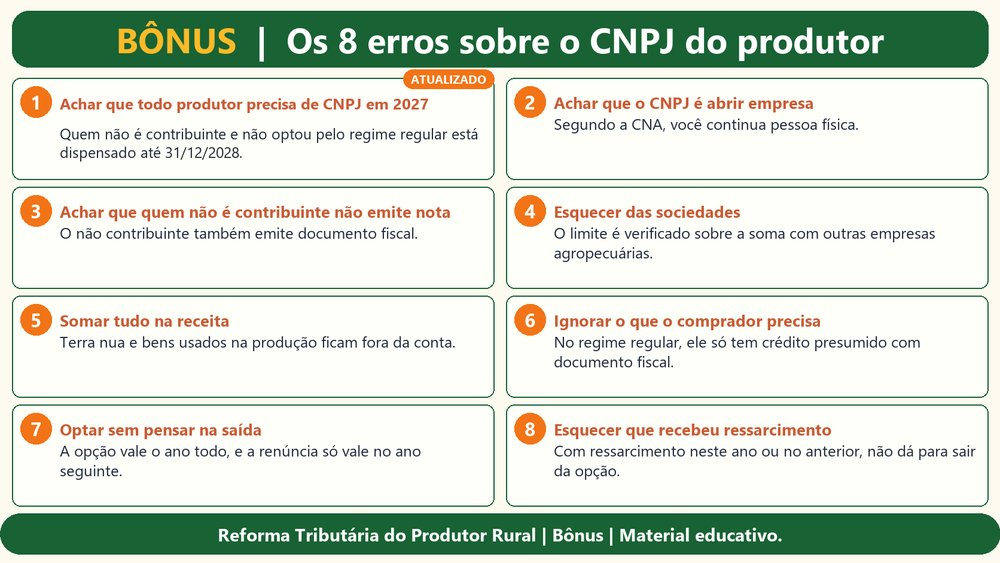 BÔNUS | Os 8 erros sobre o CNPJ do produtor
ATUALIZADO
1 Achar que todo produtor precisa de CNPJ em 2027
Quem não é contribuinte e não optou pelo regime regular está
dispensado até 31/12/2028.
2 Achar que o CNPJ é abrir empresa
Segundo a CNA, você continua pessoa física.
3 Achar que quem não é contribuinte não emite nota
O não contribuinte também emite documento fiscal.
4 Esquecer das sociedades
O limite é verificado sobre a soma com outras empresas
agropecuárias.
5 Somar tudo na receita
Terra nua e bens usados na produção ficam fora da conta.
6 Ignorar o que o comprador precisa
No regime regular, ele só tem crédito presumido com
documento fiscal.
7 Optar sem pensar na saída
A opção vale o ano todo, e a renúncia só vale no ano
seguinte.
8 Esquecer que recebeu ressarcimento
Com ressarcimento neste ano ou no anterior, não dá para sair
da opção.
Reforma Tributária do Produtor Rural | Bônus | Material educativo.